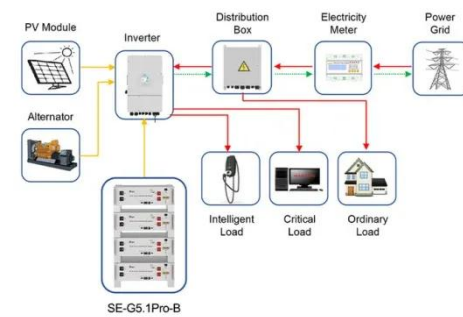 PV Module
Inverter
Distribution
Box
Electricity
Meter
Power
Grid
Alternator
Intelligent
Load
Critical
Load
Ordinary
Load
SE-G5.1Pro-B